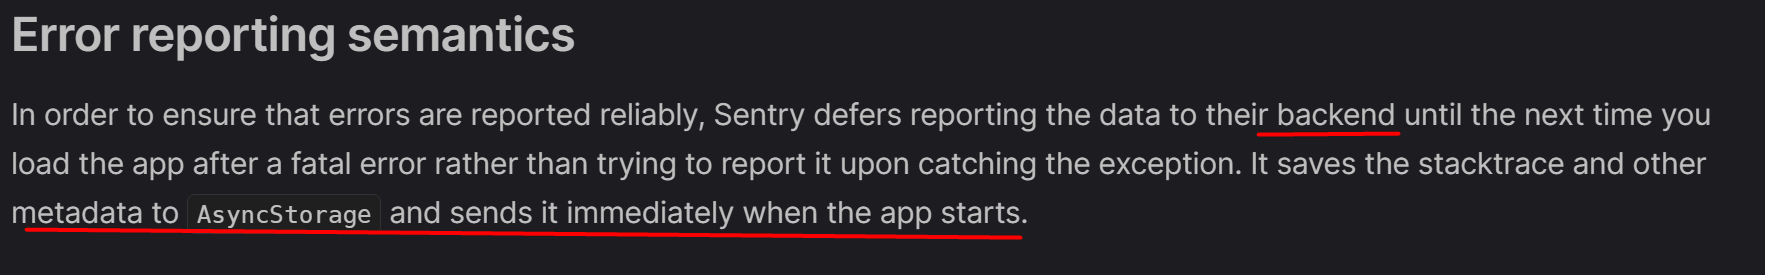 Error reporting semantics
In order to ensure that errors are reported reliably, Sentry defers reporting the data to their backend until the next time you
load the app after a fatal error rather than trying to report it upon catching the exception. It saves the stacktrace and other
metadata to AsyncStorage and sends it immediately when the app starts.